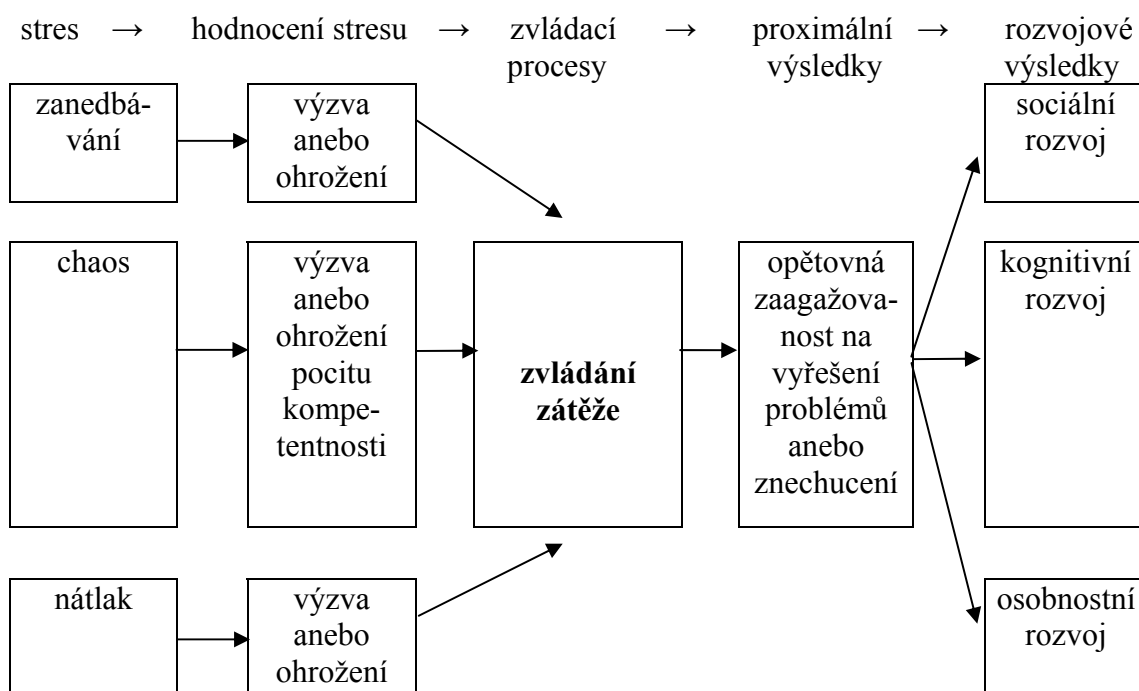 stres → hodnocení stresu → zvládací → proximální → rozvojové
procesy výsledky výsledky
zanedbá-
vání
výzva
anebo
ohrožení
sociální
rozvoj
chaos
výzva
anebo
ohrožení
pocitu
kompe-
tentnosti
zvládání
zátěže
opětovná
zaagažova-
nost na
vyřešení
problémů
anebo
znechucení
kognitivní
rozvoj
nátlak
výzva
anebo
ohrožení
osobnostní
rozvoj